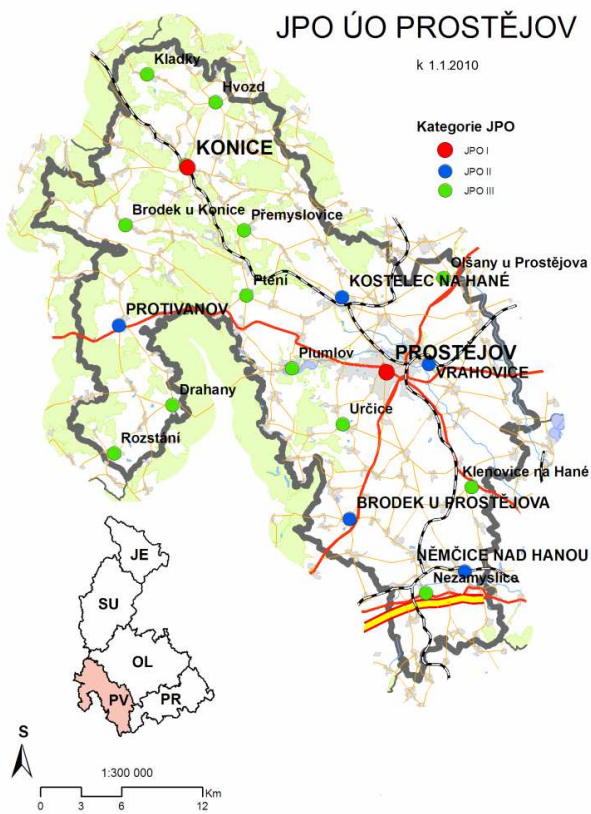 JPO ÚO PROSTĚJOV
k 1.1.2010
Kategorie JPO
JPO I
JPO II
JPO III
Kladky
Hvozd
KONICE
Brodek u Konice
Přemyslovice
Olšany u Prostějova
Ptení
KOSTELEC NA HANÉ
PROTIVANOV
PROSTĚJOV
VRAHOVICE
Plumlov
Drahany
Určice
Rozstání
Klenovice na Hané
BRODEK U PROSTĚJOVA
NĚMČICE NAD HANOU
Nezamyslice
JE
SU
OL
PV
PR
S
1:300 000
Km
0 3 6 12